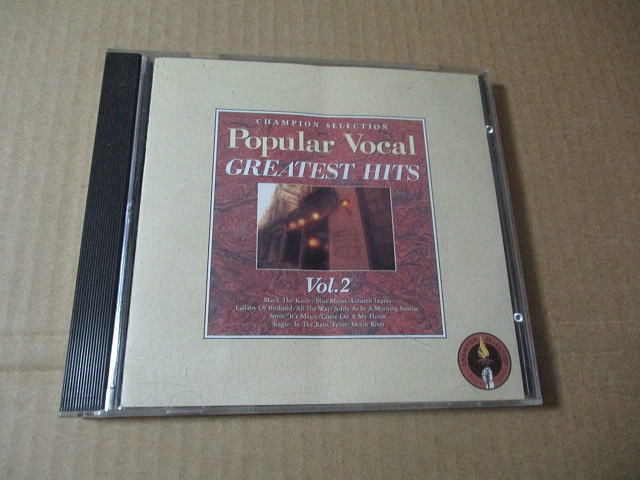 CHAMPION SELECTION
Popular Vocal
GREATEST HITS
Vol.2
Mack The Knife/Blue Moon/Autumn Leaves
Lullaby Of Birdland/All The Way/Softly As In A Morning Sunrise
Smile/It's Magic/Come On A My House
Singin' In The Rain/Fever/Moon River
CHAMPION SELECTION